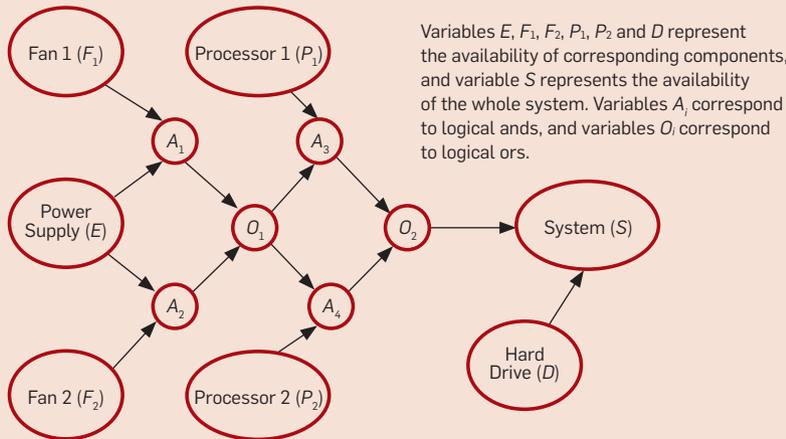 Fan 1 (F₁)
Processor 1 (P₁)
Variables E, F₁, F₂, P₁, P₂ and D represent
the availability of corresponding components,
and variable S represents the availability
of the whole system. Variables Aᵢ correspond
to logical ands, and variables Oᵢ correspond
to logical ors.
A₁
A₃
Power
Supply (E)
O₁
O₂
System (S)
A₂
A₄
Hard
Drive (D)
Fan 2 (F₂)
Processor 2 (P₂)